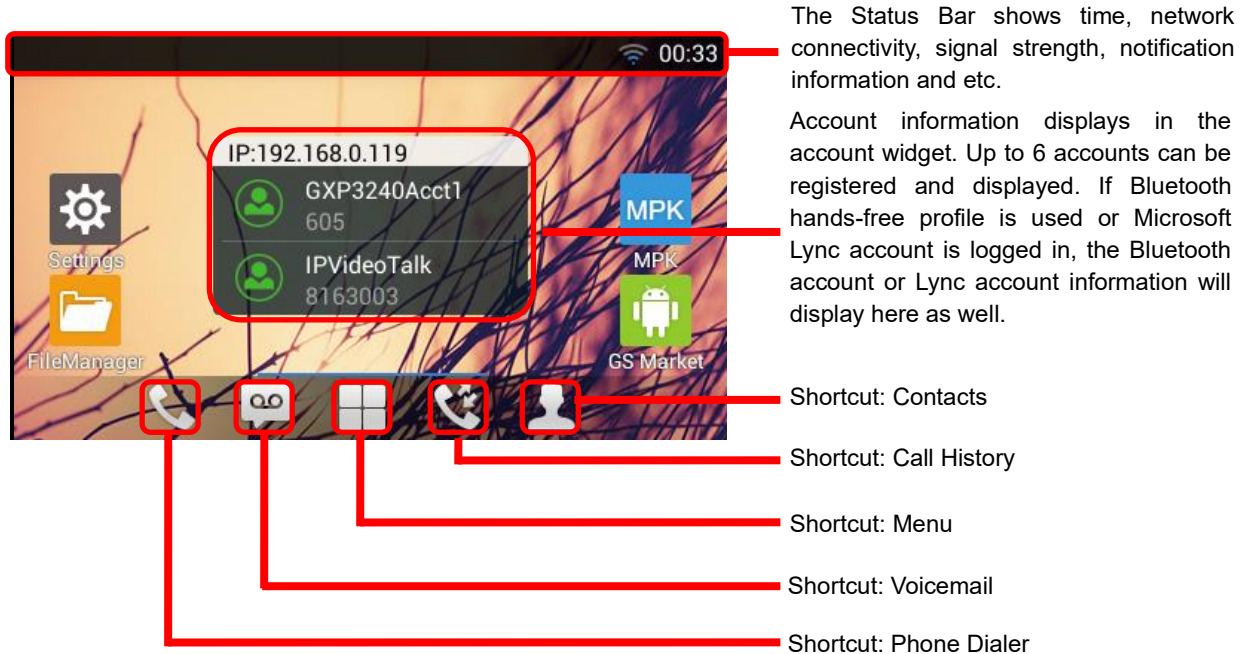 The Status Bar shows time, network
connectivity, signal strength, notification
information and etc.
00:33
Account information displays in the
account widget. Up to 6 accounts can be
registered and displayed. If Bluetooth
hands-free profile is used or Microsoft
Lync account is logged in, the Bluetooth
account or Lync account information will
display here as well.
IP:192.168.0.119
GXP3240Acct1
605
IPVideoTalk
8163003
Settings
FileManager
MPK
MPK
GS Market
Shortcut: Contacts
Shortcut: Call History
Shortcut: Menu
Shortcut: Voicemail
Shortcut: Phone Dialer